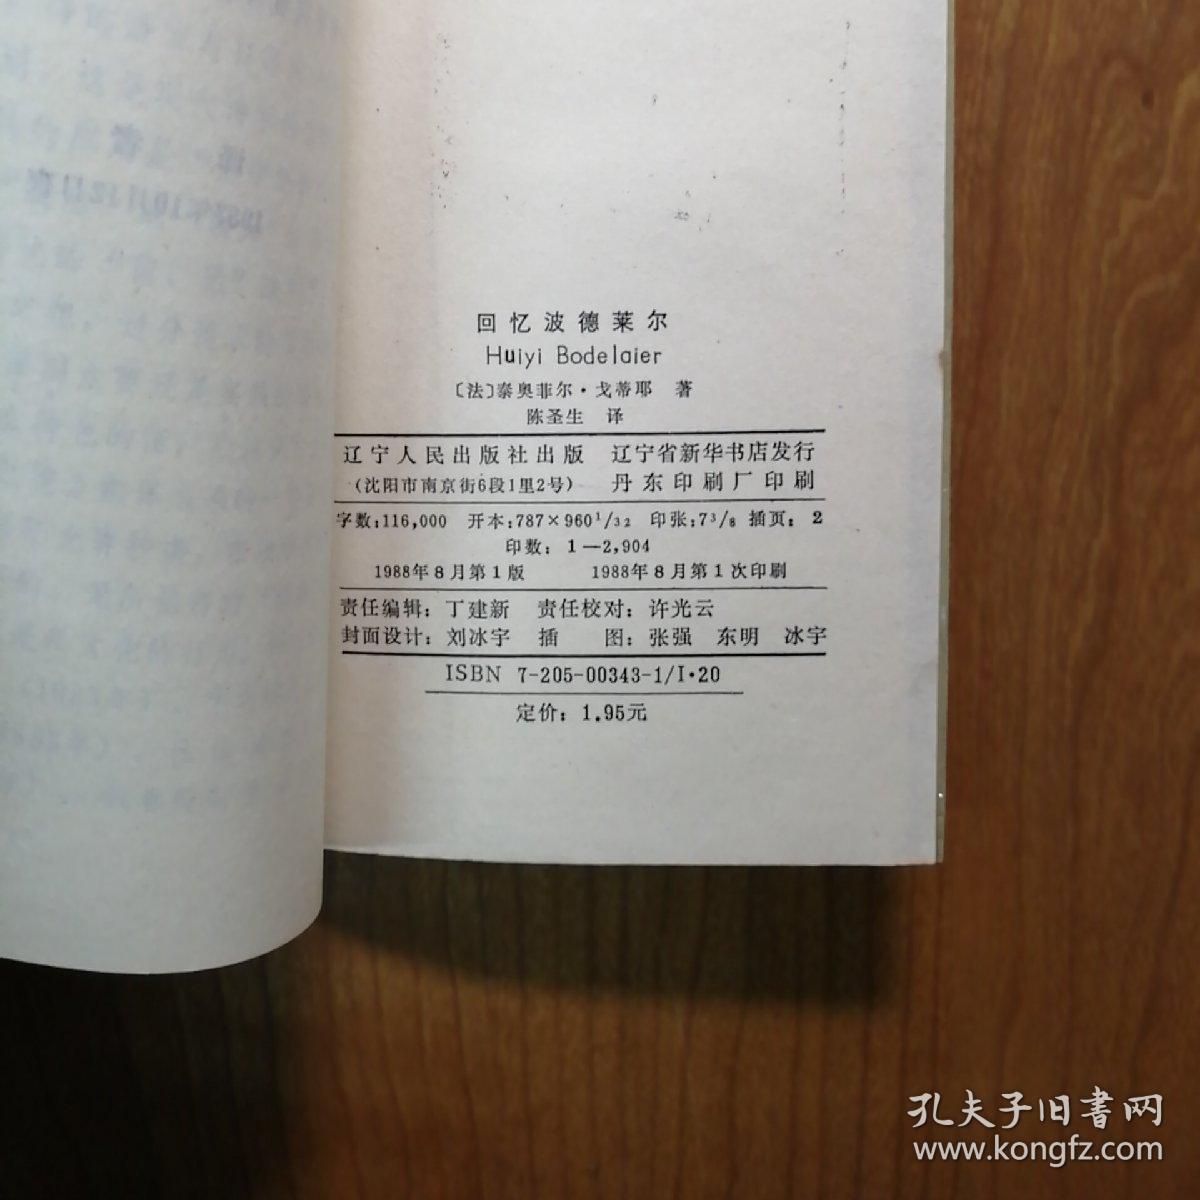 回忆波德莱尔
Huiyi Bodelaier
〔法〕泰奥菲尔·戈蒂耶 著
陈圣生 译
辽宁人民出版社出版 辽宁省新华书店发行
（沈阳市南京街6段1里2号） 丹东印刷厂印刷
字数:116,000 开本:787×960¹/₃₂ 印张:7³/₈ 插页：2
印数：1—2,904
1988年8月第1版 1988年8月第1次印刷
责任编辑：丁建新 责任校对：许光云
封面设计：刘冰宇 插 图：张强 东明 冰宇
ISBN 7-205-00343-1/I·20
定价：1.95元
孔夫子旧书网
www.kongfz.com